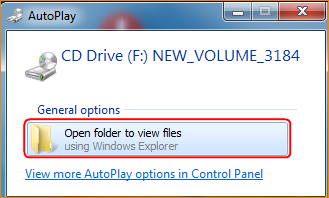 AutoPlay
CD Drive (F:) NEW_VOLUME_3184
General options
Open folder to view files
using Windows Explorer
View more AutoPlay options in Control Panel